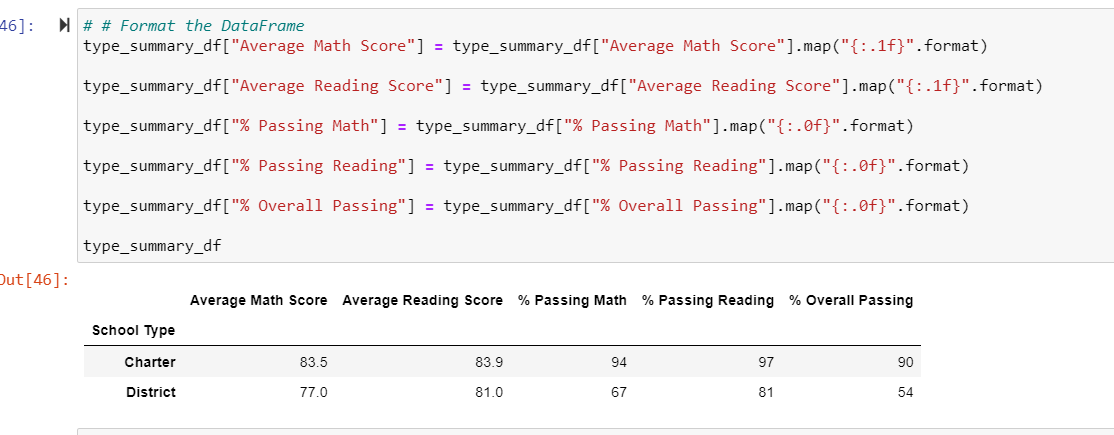 46]:
# # Format the DataFrame
type_summary_df["Average Math Score"] = type_summary_df["Average Math Score"].map("{:.1f}".format)
type_summary_df["Average Reading Score"] = type_summary_df["Average Reading Score"].map("{:.1f}".format)
type_summary_df["% Passing Math"] = type_summary_df["% Passing Math"].map("{:.0f}".format)
type_summary_df["% Passing Reading"] = type_summary_df["% Passing Reading"].map("{:.0f}".format)
type_summary_df["% Overall Passing"] = type_summary_df["% Overall Passing"].map("{:.0f}".format)
type_summary_df
Out[46]:
Average Math Score Average Reading Score % Passing Math % Passing Reading % Overall Passing
School Type
Charter 83.5 83.9 94 97 90
District 77.0 81.0 67 81 54